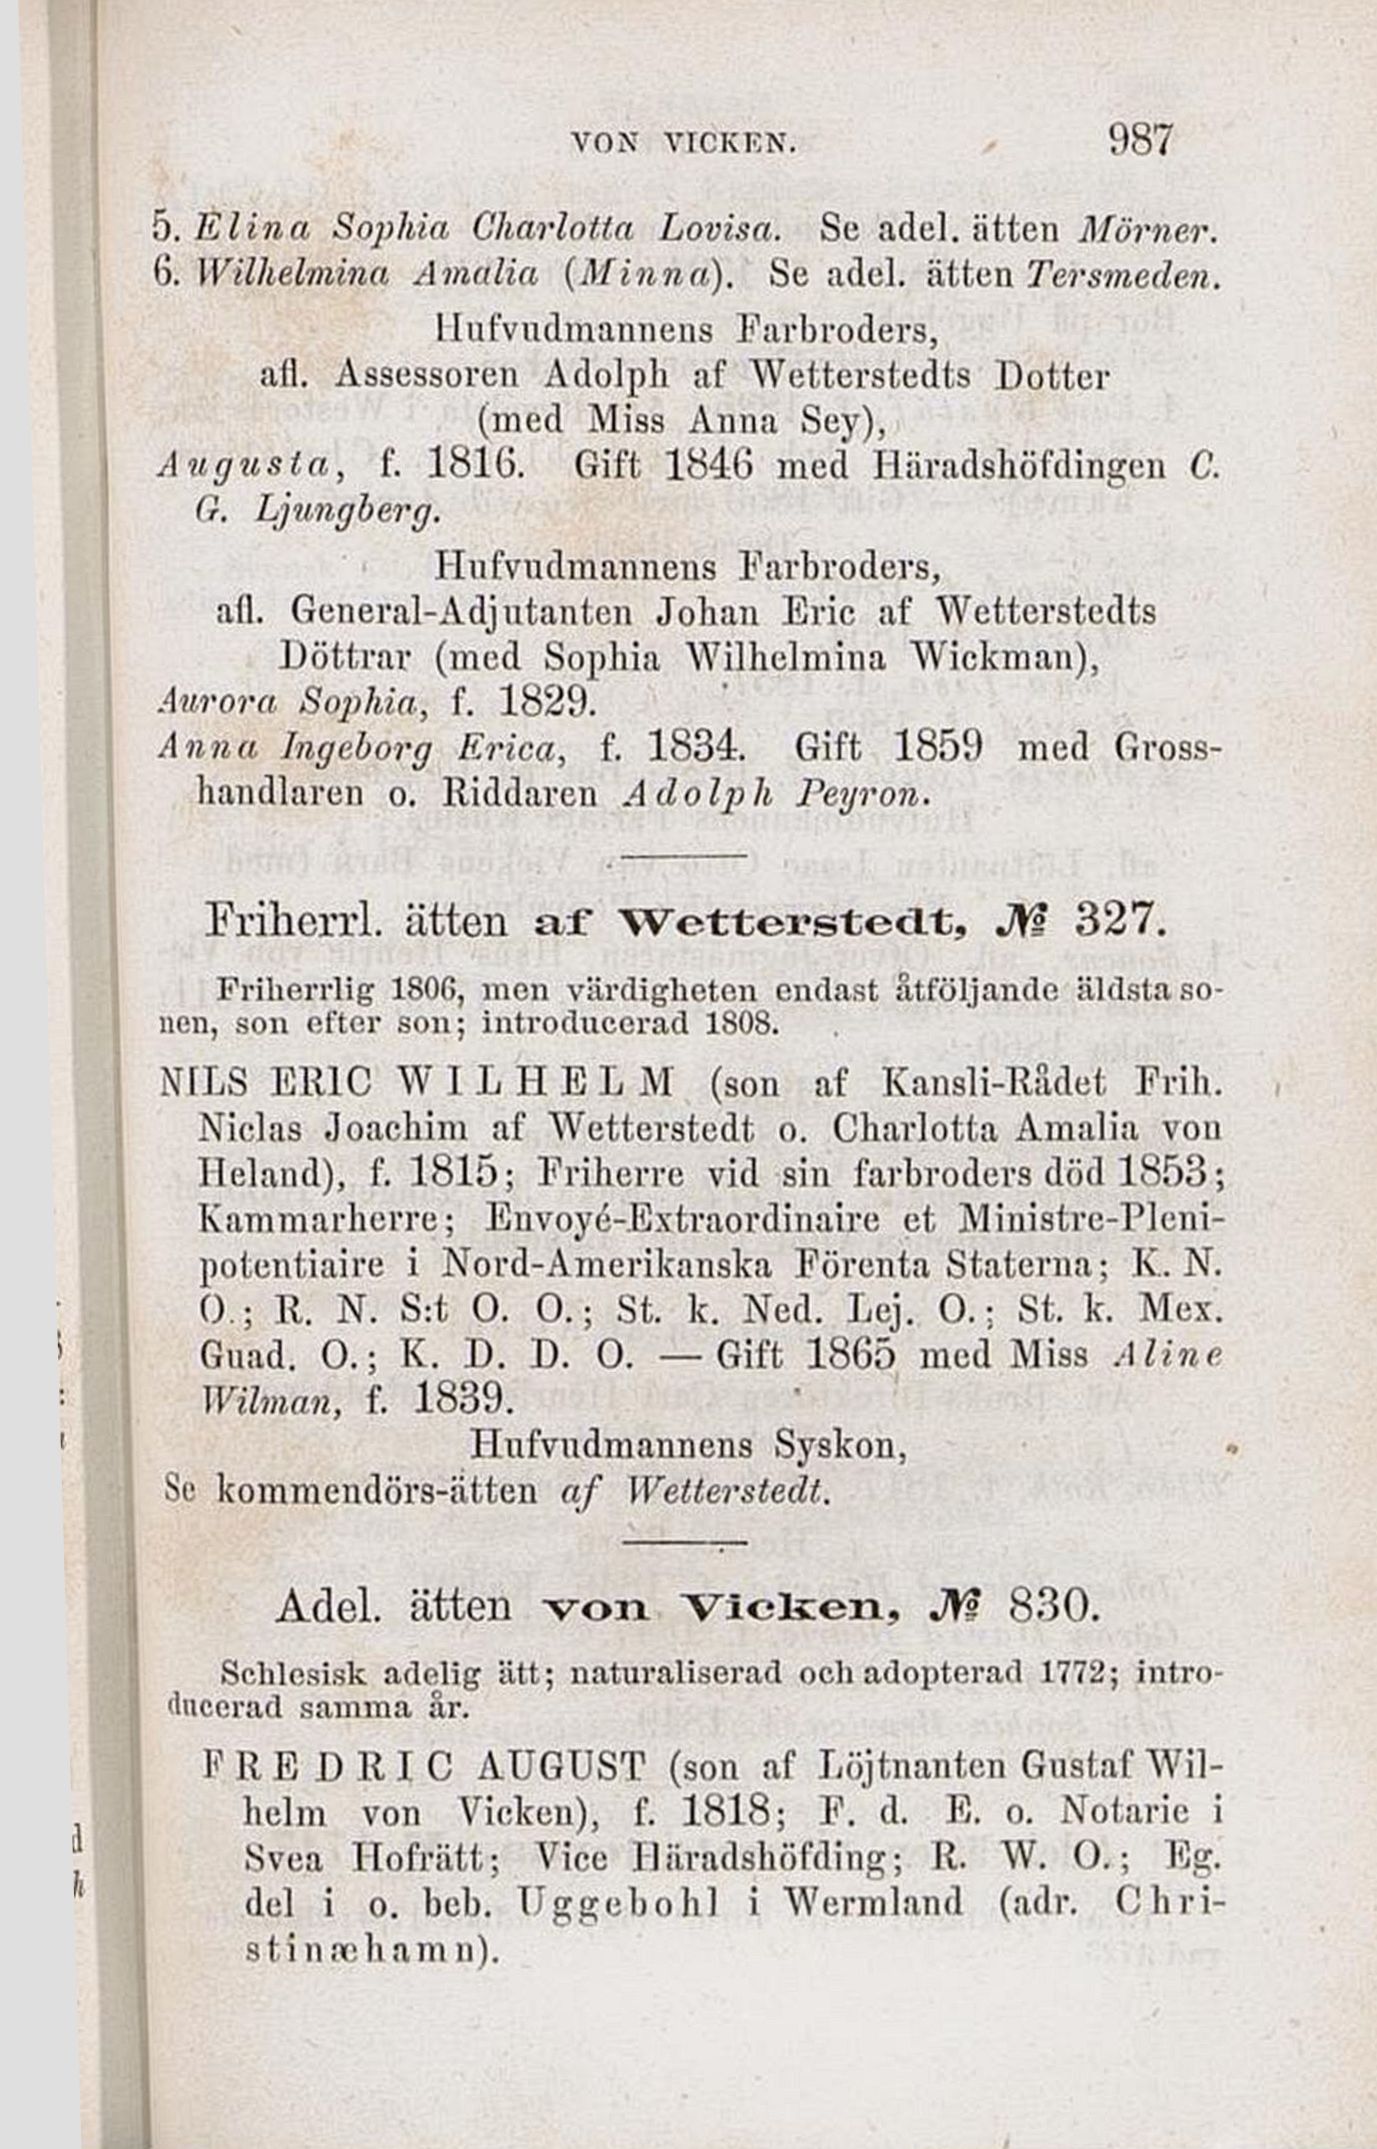 VON VICKEN. 987
5. Elina Sophia Charlotta Lovisa. Se adel. ätten Mörner.
6. Wilhelmina Amalia (Minna). Se adel. ätten Tersmeden.
Hufvudmannens Farbroders,
afl. Assessoren Adolph af Wetterstedts Dotter
(med Miss Anna Sey),
Augusta, f. 1816. Gift 1846 med Häradshöfdingen C.
G. Ljungberg.
Hufvudmannens Farbroders,
afl. General-Adjutanten Johan Eric af Wetterstedts
Döttrar (med Sophia Wilhelmina Wickman),
Aurora Sophia, f. 1829.
Anna Ingeborg Erica, f. 1834. Gift 1859 med Gross-
handlaren o. Riddaren Adolph Peyron.
Friherrl. ätten af Wetterstedt, № 327.
Friherrlig 1806, men värdigheten endast åtföljande äldsta so-
nen, son efter son; introducerad 1808.
NILS ERIC WILHELM (son af Kansli-Rådet Frih.
Niclas Joachim af Wetterstedt o. Charlotta Amalia von
Heland), f. 1815; Friherre vid sin farbroders död 1853;
Kammarherre; Envoyé-Extraordinaire et Ministre-Pleni-
potentiaire i Nord-Amerikanska Förenta Staterna; K. N.
O.; R. N. S:t O. O.; St. k. Ned. Lej. O.; St. k. Mex.
Guad. O.; K. D. D. O. — Gift 1865 med Miss Aline
Wilman, f. 1839.
Hufvudmannens Syskon,
Se kommendörs-ätten af Wetterstedt.
Adel. ätten von Vicken, № 830.
Schlesisk adelig ätt; naturaliserad och adopterad 1772; intro-
ducerad samma år.
FREDRIC AUGUST (son af Löjtnanten Gustaf Wil-
helm von Vicken), f. 1818; F. d. E. o. Notarie i
Svea Hofrätt; Vice Häradshöfding; R. W. O.; Eg.
del i o. beb. Uggebohl i Wermland (adr. Chri-
stinæhamn).